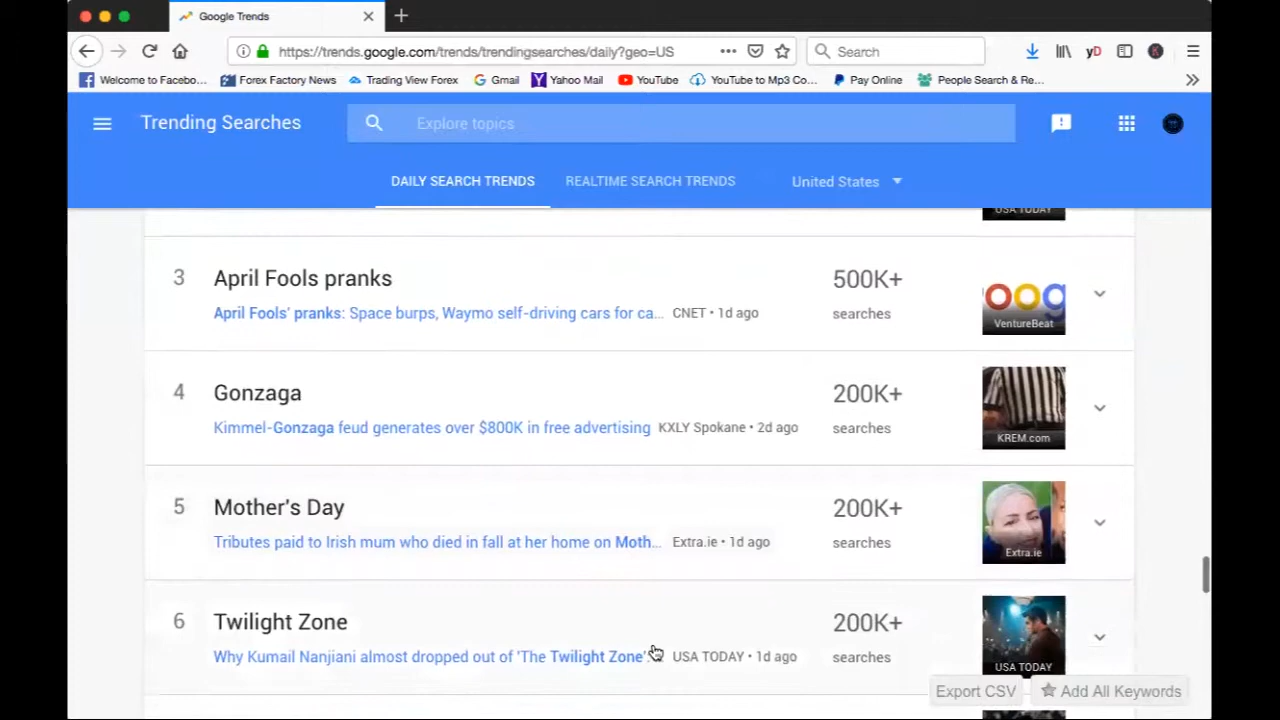 Google Trends
https://trends.google.com/trends/trendingsearches/daily?geo=US
Search
Welcome to Facebo...
Forex Factory News
Trading View Forex
Gmail
Yahoo Mail
YouTube
YouTube to Mp3 Co...
Pay Online
People Search & Re...
Trending Searches
Explore topics
DAILY SEARCH TRENDS
REALTIME SEARCH TRENDS
United States
USA TODAY
3
April Fools pranks
April Fools' pranks: Space burps, Waymo self-driving cars for ca...
CNET • 1d ago
500K+
searches
VentureBeat
4
Gonzaga
Kimmel-Gonzaga feud generates over $800K in free advertising
KXLY Spokane • 2d ago
200K+
searches
KREM.com
5
Mother's Day
Tributes paid to Irish mum who died in fall at her home on Moth...
Extra.ie • 1d ago
200K+
searches
Extra.ie
6
Twilight Zone
Why Kumail Nanjiani almost dropped out of 'The Twilight Zone'
USA TODAY • 1d ago
200K+
searches
USA TODAY
Export CSV
Add All Keywords